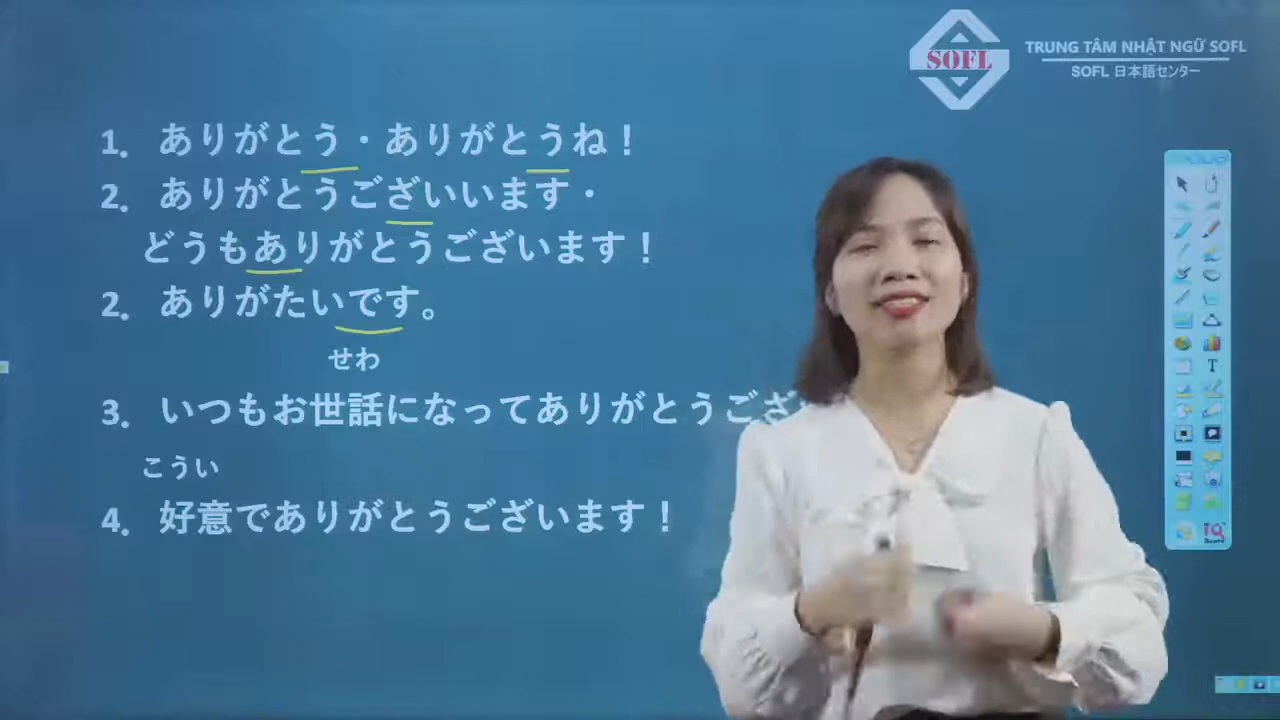 SOFL
TRUNG TÂM NHẬT NGỮ SOFL
SOFL 日本語センター
1. ありがとう・ありがとうね！
2. ありがとうございいます・
どうもありがとうございます！
2. ありがたいです。
せわ
3. いつもお世話になってありがとうござ
こうい
4. 好意でありがとうございます！